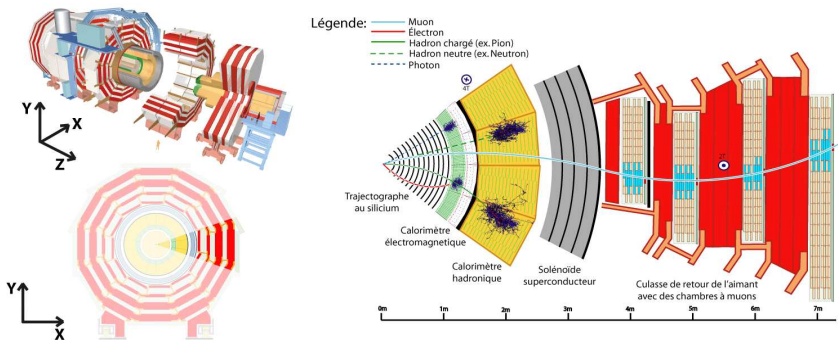 Légende:
Muon
Électron
Hadron chargé (ex. Pion)
Hadron neutre (ex. Neutron)
Photon
4T
Y
X
Z
Trajectographe
au silicium
Calorimètre
électromagnetique
Calorimètre
hadronique
Solénoïde
superconducteur
Culasse de retour de l'aimant
avec des chambres à muons
Y
X
0m 1m 2m 3m 4m 5m 6m 7m